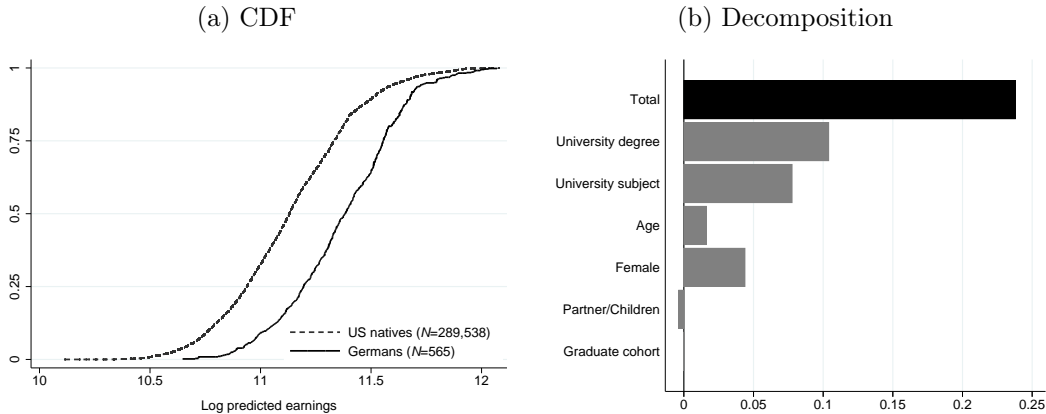 (a) CDF
1
0.75
0.5
0.25
0
US natives (N=289,538)
Germans (N=565)
10 10.5 11 11.5 12
Log predicted earnings
(b) Decomposition
Total
University degree
University subject
Age
Female
Partner/Children
Graduate cohort
0 0.05 0.1 0.15 0.2 0.25